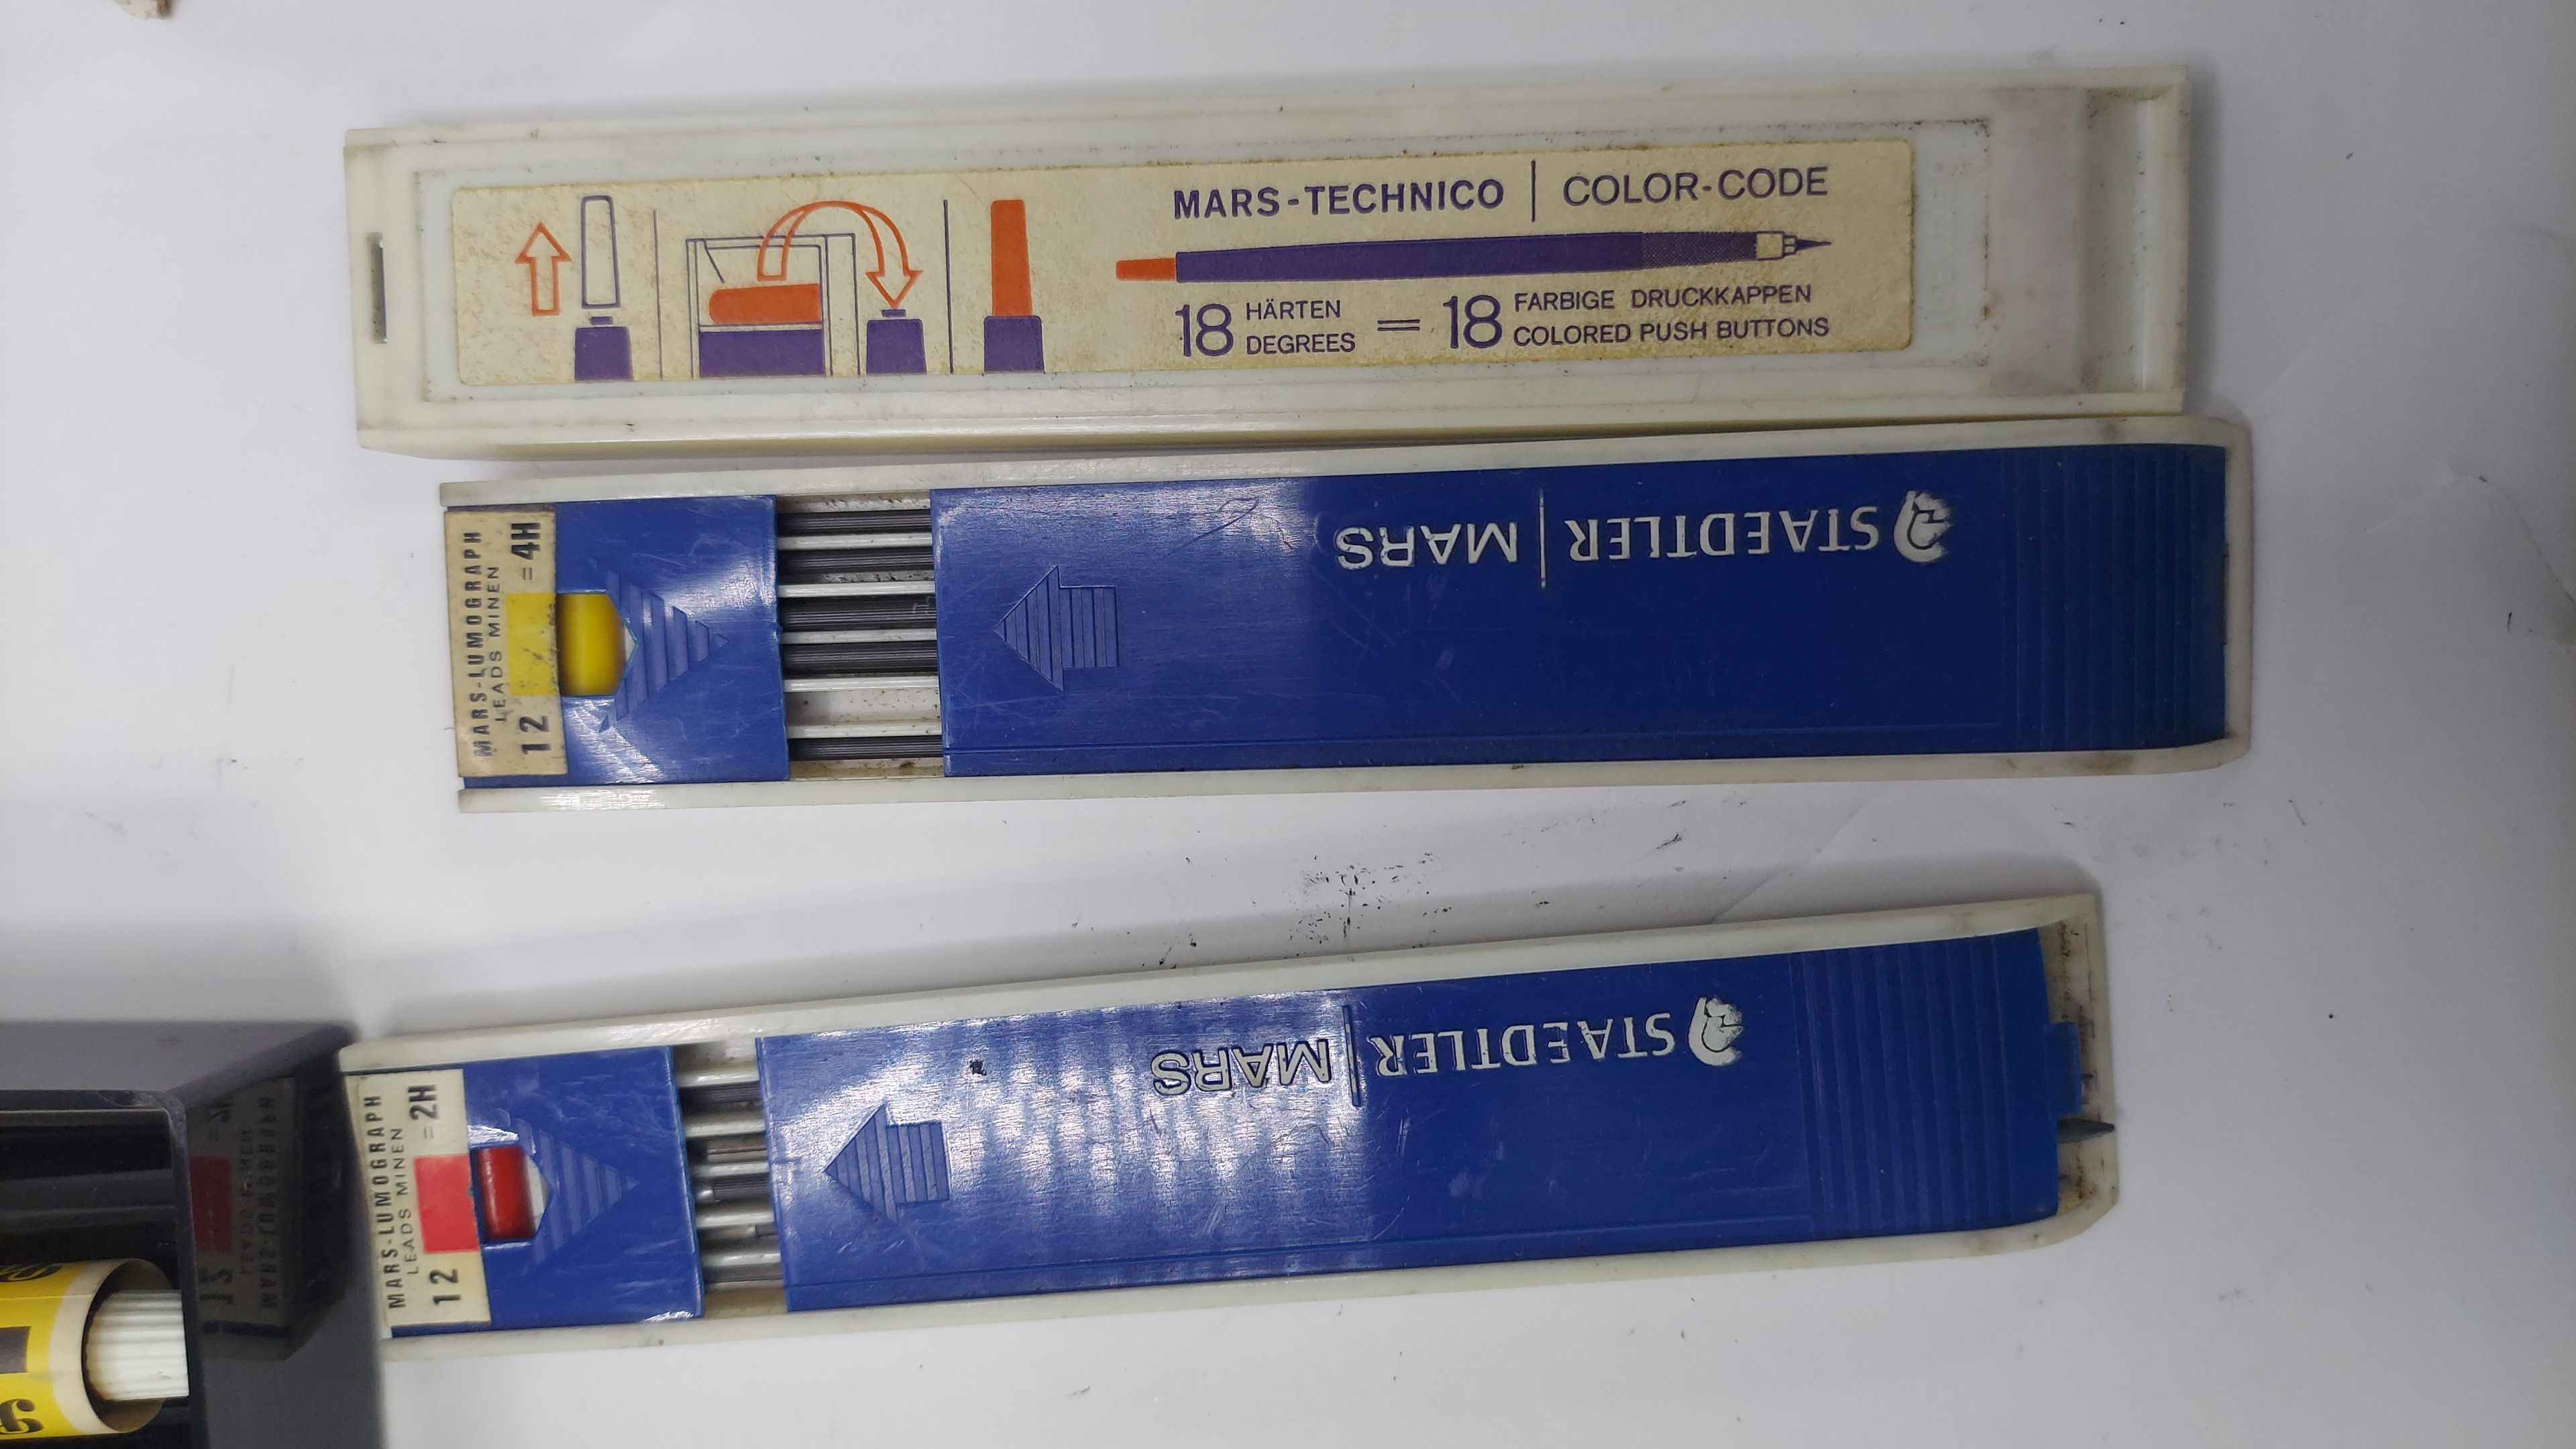 MARS-TECHNICO | COLOR-CODE
18 HÄRTEN DEGREES = 18 FARBIGE DRUCKKAPPEN COLORED PUSH BUTTONS
MARS-LUMOGRAPH
LEADS MINEN
12 = 4H
STAEDTLER | MARS
MARS-LUMOGRAPH
LEADS MINEN
12 = 2H
STAEDTLER | MARS